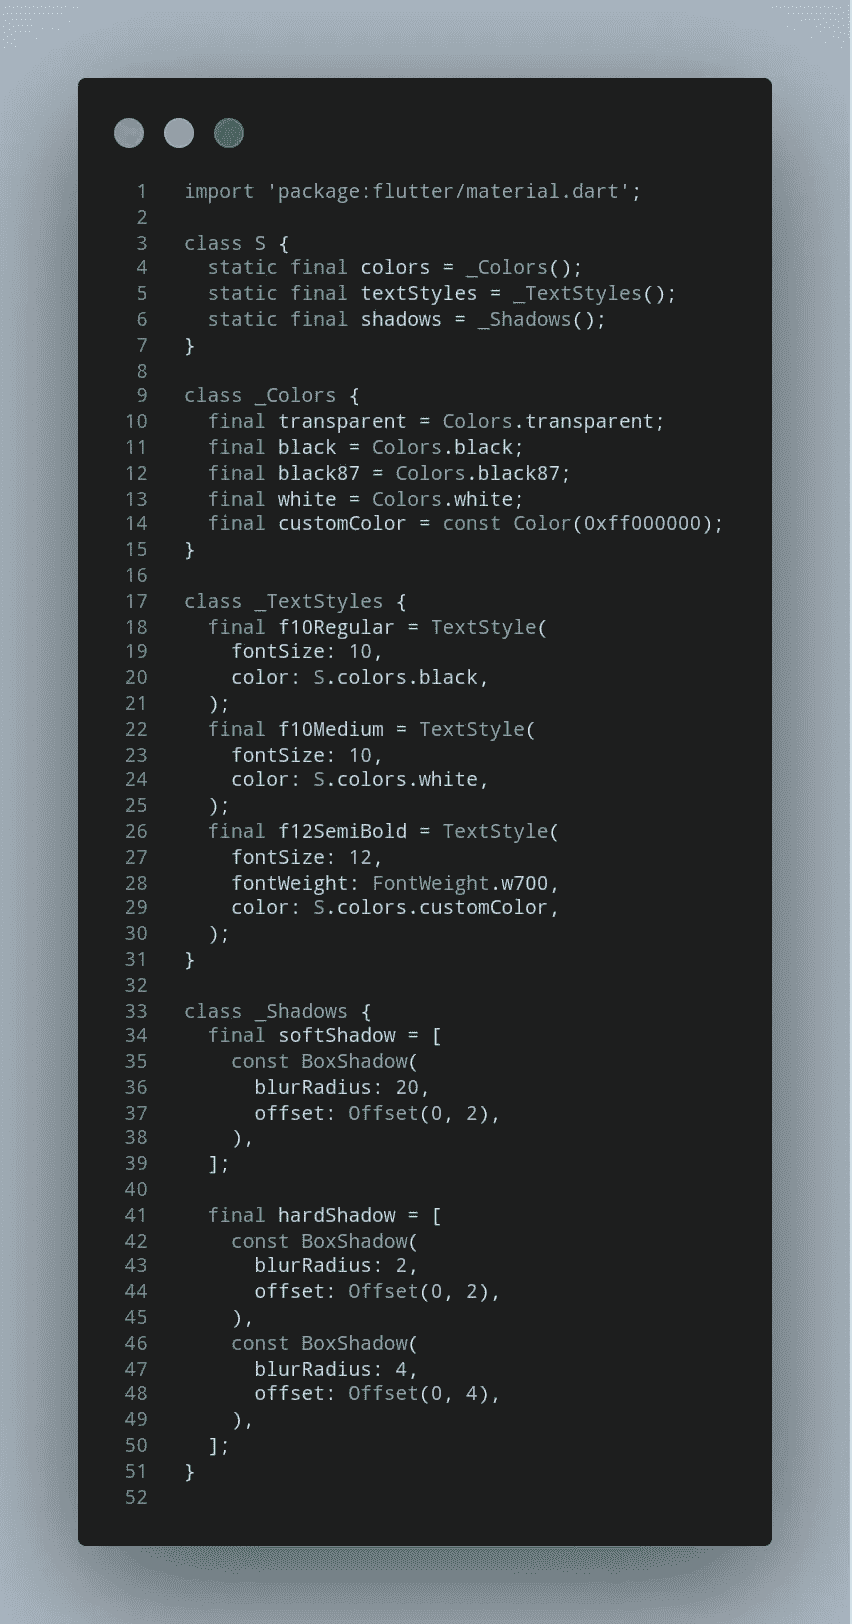 1 import 'package:flutter/material.dart';
2
3 class S {
4   static final colors = _Colors();
5   static final textStyles = _TextStyles();
6   static final shadows = _Shadows();
7 }
8
9 class _Colors {
10   final transparent = Colors.transparent;
11   final black = Colors.black;
12   final black87 = Colors.black87;
13   final white = Colors.white;
14   final customColor = const Color(0xff000000);
15 }
16
17 class _TextStyles {
18   final f10Regular = TextStyle(
19     fontSize: 10,
20     color: S.colors.black,
21   );
22   final f10Medium = TextStyle(
23     fontSize: 10,
24     color: S.colors.white,
25   );
26   final f12SemiBold = TextStyle(
27     fontSize: 12,
28     fontWeight: FontWeight.w700,
29     color: S.colors.customColor,
30   );
31 }
32
33 class _Shadows {
34   final softShadow = [
35     const BoxShadow(
36       blurRadius: 20,
37       offset: Offset(0, 2),
38     ),
39   ];
40
41   final hardShadow = [
42     const BoxShadow(
43       blurRadius: 2,
44       offset: Offset(0, 2),
45     ),
46     const BoxShadow(
47       blurRadius: 4,
48       offset: Offset(0, 4),
49     ),
50   ];
51 }
52